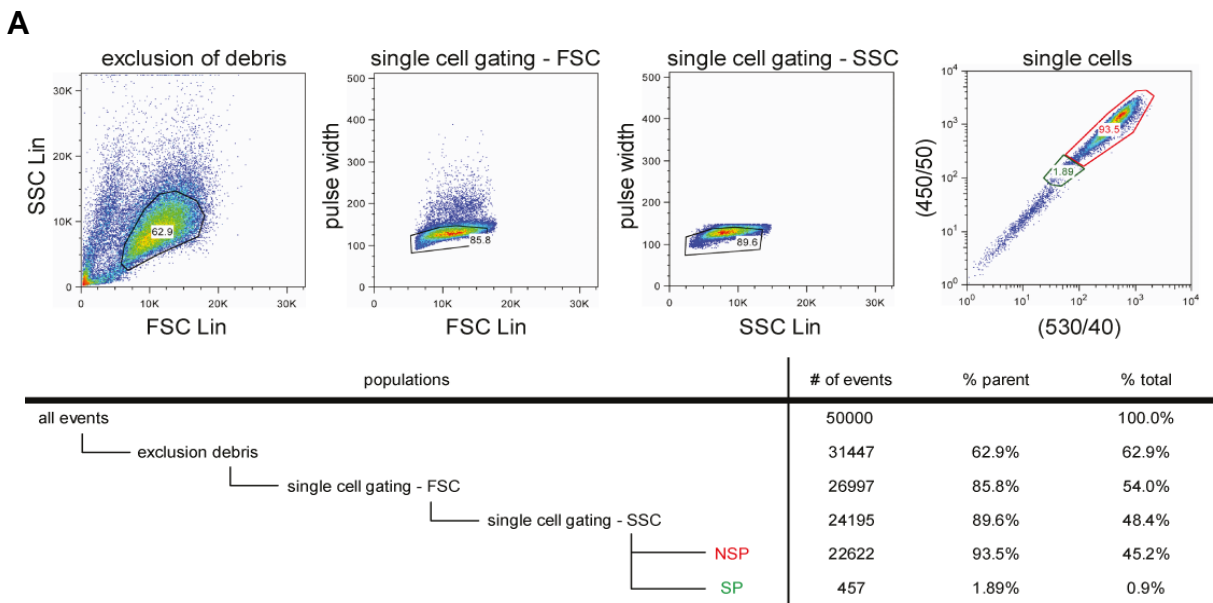 A
exclusion of debris
SSC Lin
30K
20K
10K
0
62.9
0 10K 20K 30K
FSC Lin
single cell gating - FSC
pulse width
500
400
300
200
100
0
85.8
0 10K 20K 30K
FSC Lin
single cell gating - SSC
pulse width
500
400
300
200
100
0
89.6
0 10K 20K 30K
SSC Lin
single cells
(450/50)
10⁴
10³
10²
10¹
10⁰
93.5
1.89
10⁰ 10¹ 10² 10³ 10⁴
(530/40)
populations # of events % parent % total
all events 50000 100.0%
exclusion debris 31447 62.9% 62.9%
single cell gating - FSC 26997 85.8% 54.0%
single cell gating - SSC 24195 89.6% 48.4%
NSP 22622 93.5% 45.2%
SP 457 1.89% 0.9%